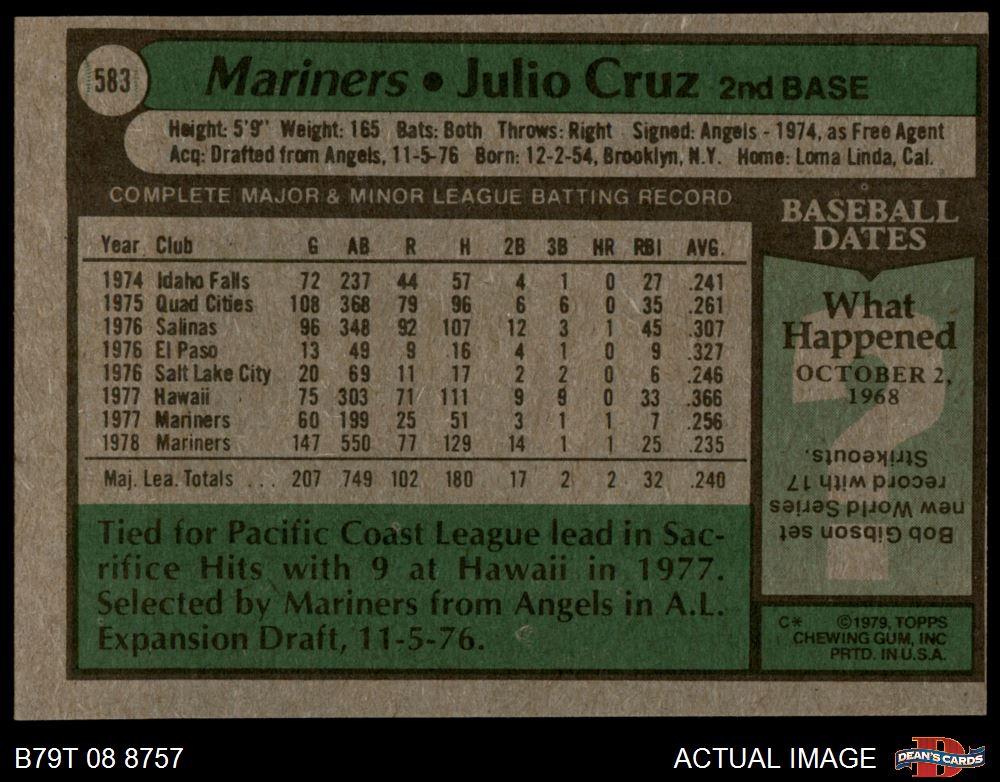 583 Mariners • Julio Cruz 2nd BASE
Height: 5'9" Weight: 165 Bats: Both Throws: Right Signed: Angels - 1974, as Free Agent
Acq: Drafted from Angels, 11-5-76 Born: 12-2-54, Brooklyn, N.Y. Home: Loma Linda, Cal.
COMPLETE MAJOR & MINOR LEAGUE BATTING RECORD
Year Club G AB R H 2B 3B HR RBI AVG.
1974 Idaho Falls 72 237 44 57 4 1 0 27 .241
1975 Quad Cities 108 368 79 96 6 6 0 35 .261
1976 Salinas 96 348 92 107 12 3 1 45 .307
1976 El Paso 13 49 9 16 4 1 0 9 .327
1976 Salt Lake City 20 69 11 17 2 2 0 6 .246
1977 Hawaii 75 303 71 111 9 9 0 33 .366
1977 Mariners 60 199 25 51 3 1 1 7 .256
1978 Mariners 147 550 77 129 14 1 1 25 .235
Maj. Lea. Totals ... 207 749 102 180 17 2 2 32 .240
Tied for Pacific Coast League lead in Sac-
rifice Hits with 9 at Hawaii in 1977.
Selected by Mariners from Angels in A.L.
Expansion Draft, 11-5-76.
BASEBALL
DATES
What
Happened
OCTOBER 2,
1968
?
Bob Gibson set
new World Series
record with 17
Strikeouts.
C* ©1979, TOPPS
CHEWING GUM, INC
PRTD. IN U.S.A.
B79T 08 8757
ACTUAL IMAGE
D
DEAN'S CARDS